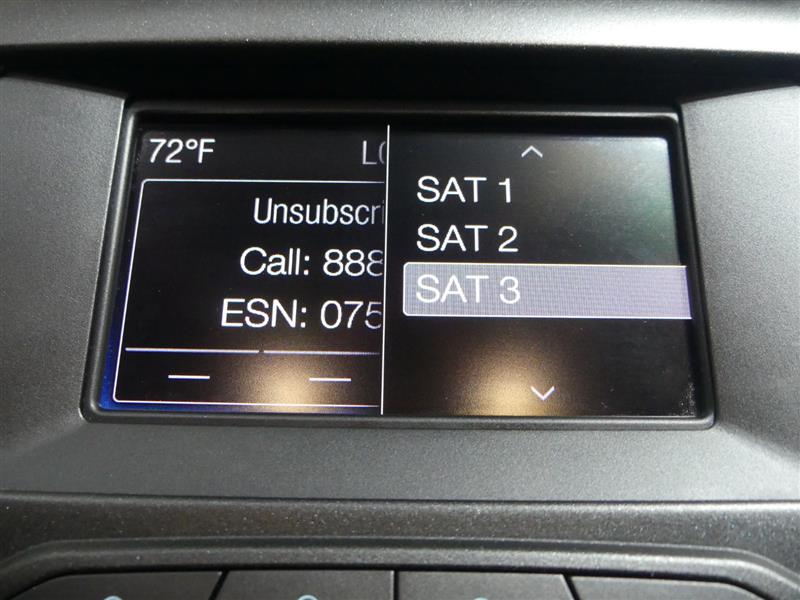 72°F
Unsubscri
Call: 888
ESN: 075
SAT 1
SAT 2
SAT 3